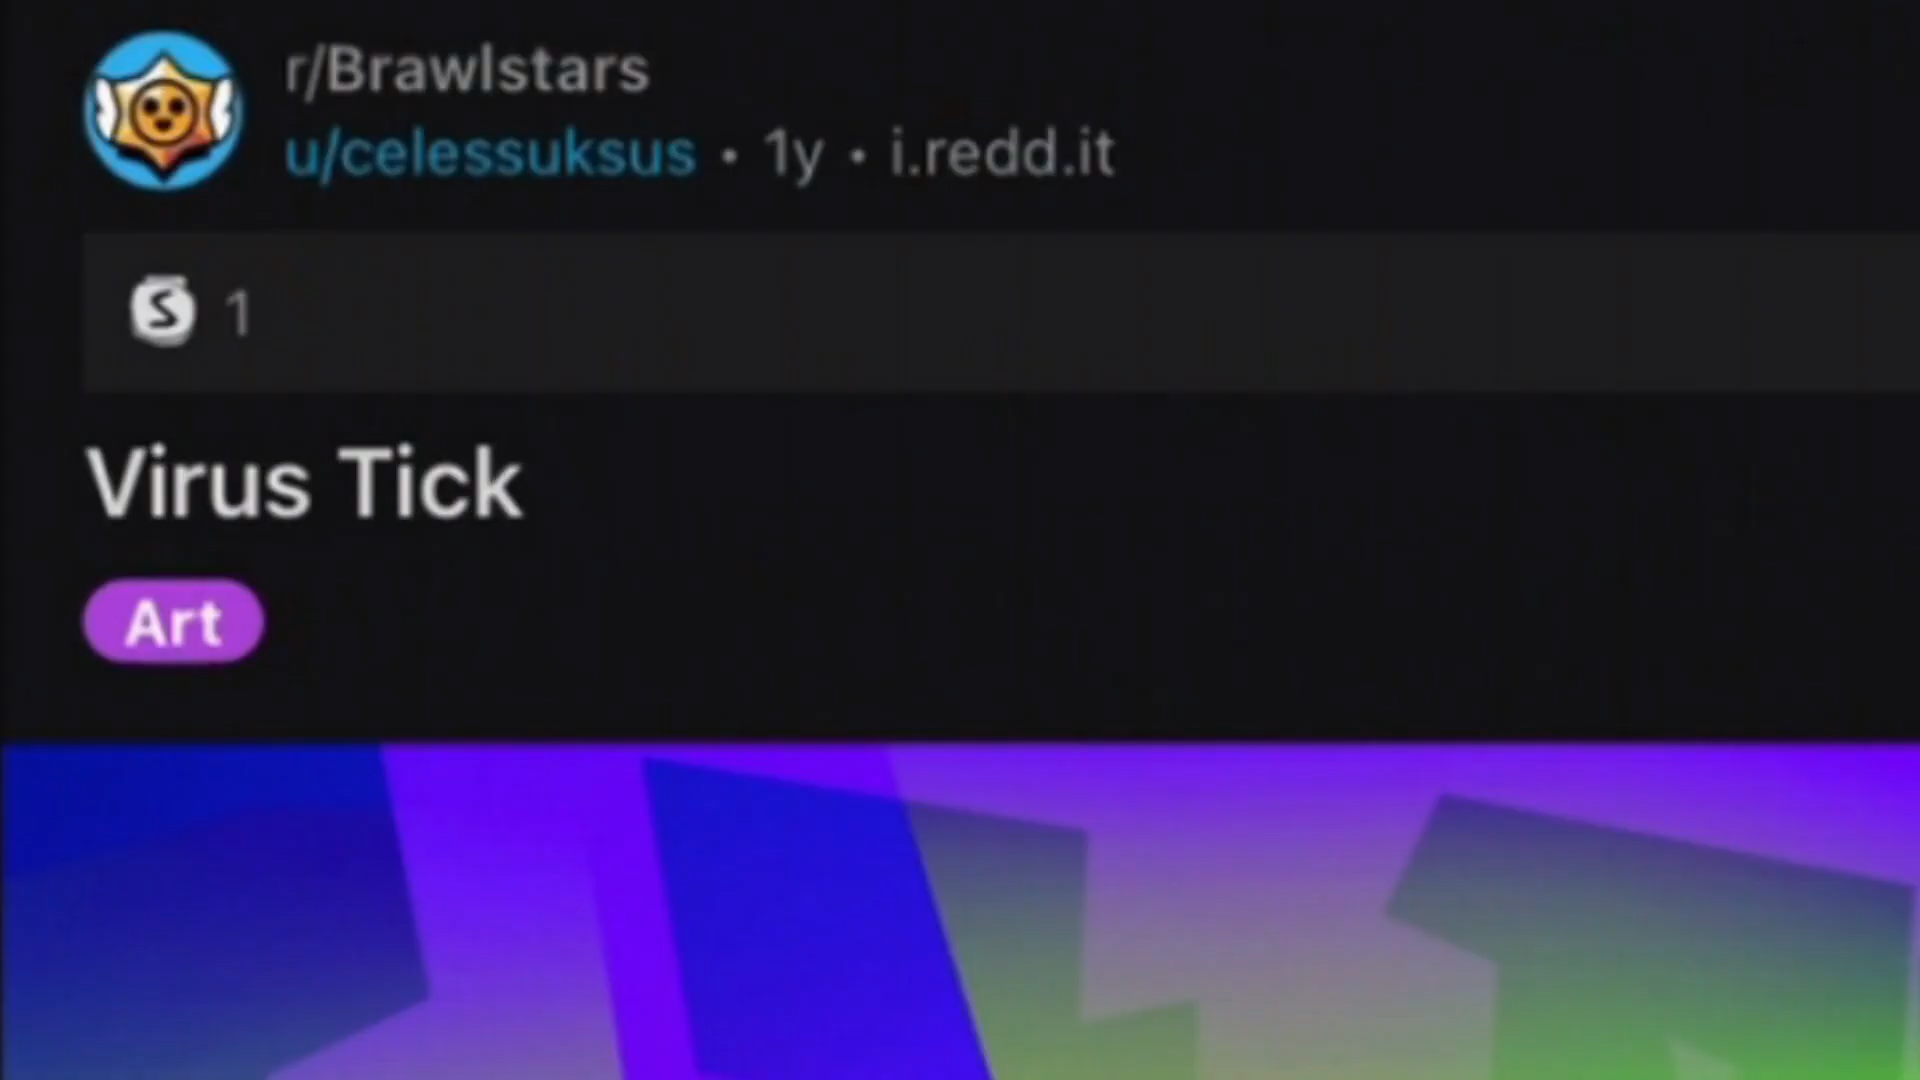 r/Brawlstars
u/celessuksus • 1y • i.redd.it
S 1
Virus Tick
Art